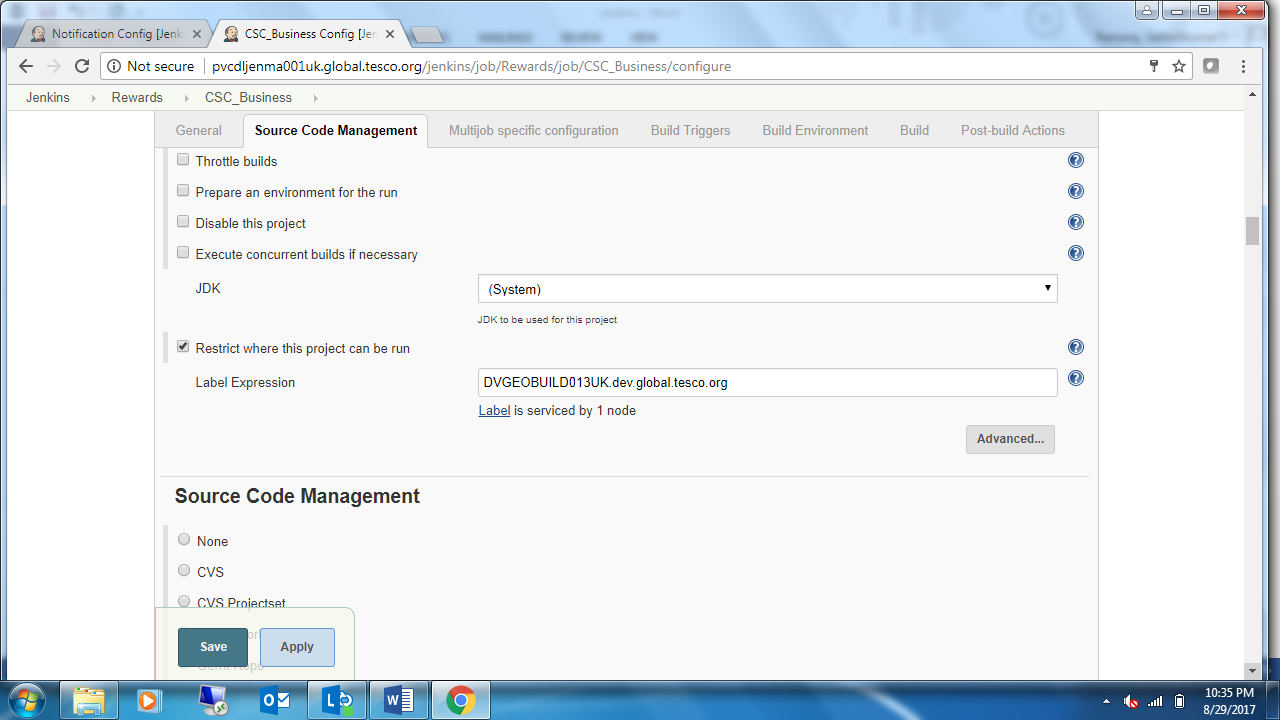 Notification Config [Jenk
CSC_Business Config [Jen
Not secure
pvcdljenma001uk.global.tesco.org/jenkins/job/Rewards/job/CSC_Business/configure
Jenkins
Rewards
CSC_Business
General
Source Code Management
Multijob specific configuration
Build Triggers
Build Environment
Build
Post-build Actions
Throttle builds
Prepare an environment for the run
Disable this project
Execute concurrent builds if necessary
JDK
(System)
JDK to be used for this project
Restrict where this project can be run
Label Expression
DVGEOBUILD013UK.dev.global.tesco.org
Label is serviced by 1 node
Advanced...
Source Code Management
None
CVS
CVS Projectset
Save
Apply
10:35 PM
8/29/2017